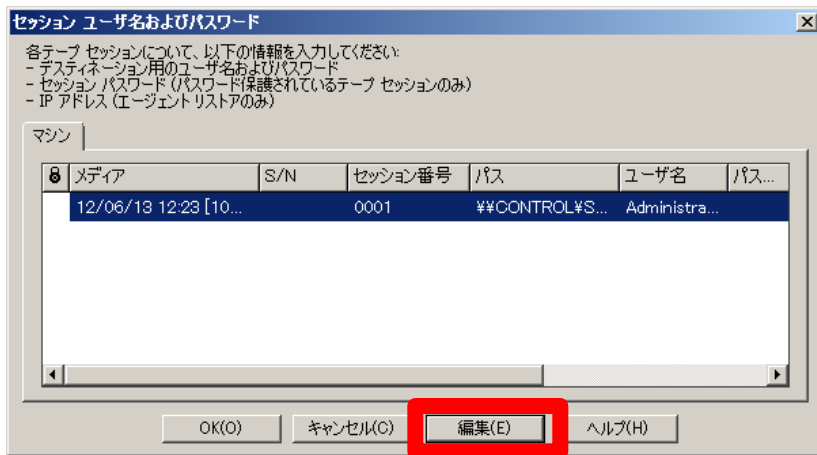 セッション ユーザ名およびパスワード
各テープ セッションについて、以下の情報を入力してください:
- デスティネーション用のユーザ名およびパスワード
- セッション パスワード (パスワード保護されているテープ セッションのみ)
- IP アドレス (エージェント リストアのみ)
マシン
メディア S/N セッション番号 パス ユーザ名 パス...
12/06/13 12:23 [10... 0001 ¥¥CONTROL¥S... Administra...
OK(O) キャンセル(C) 編集(E) ヘルプ(H)